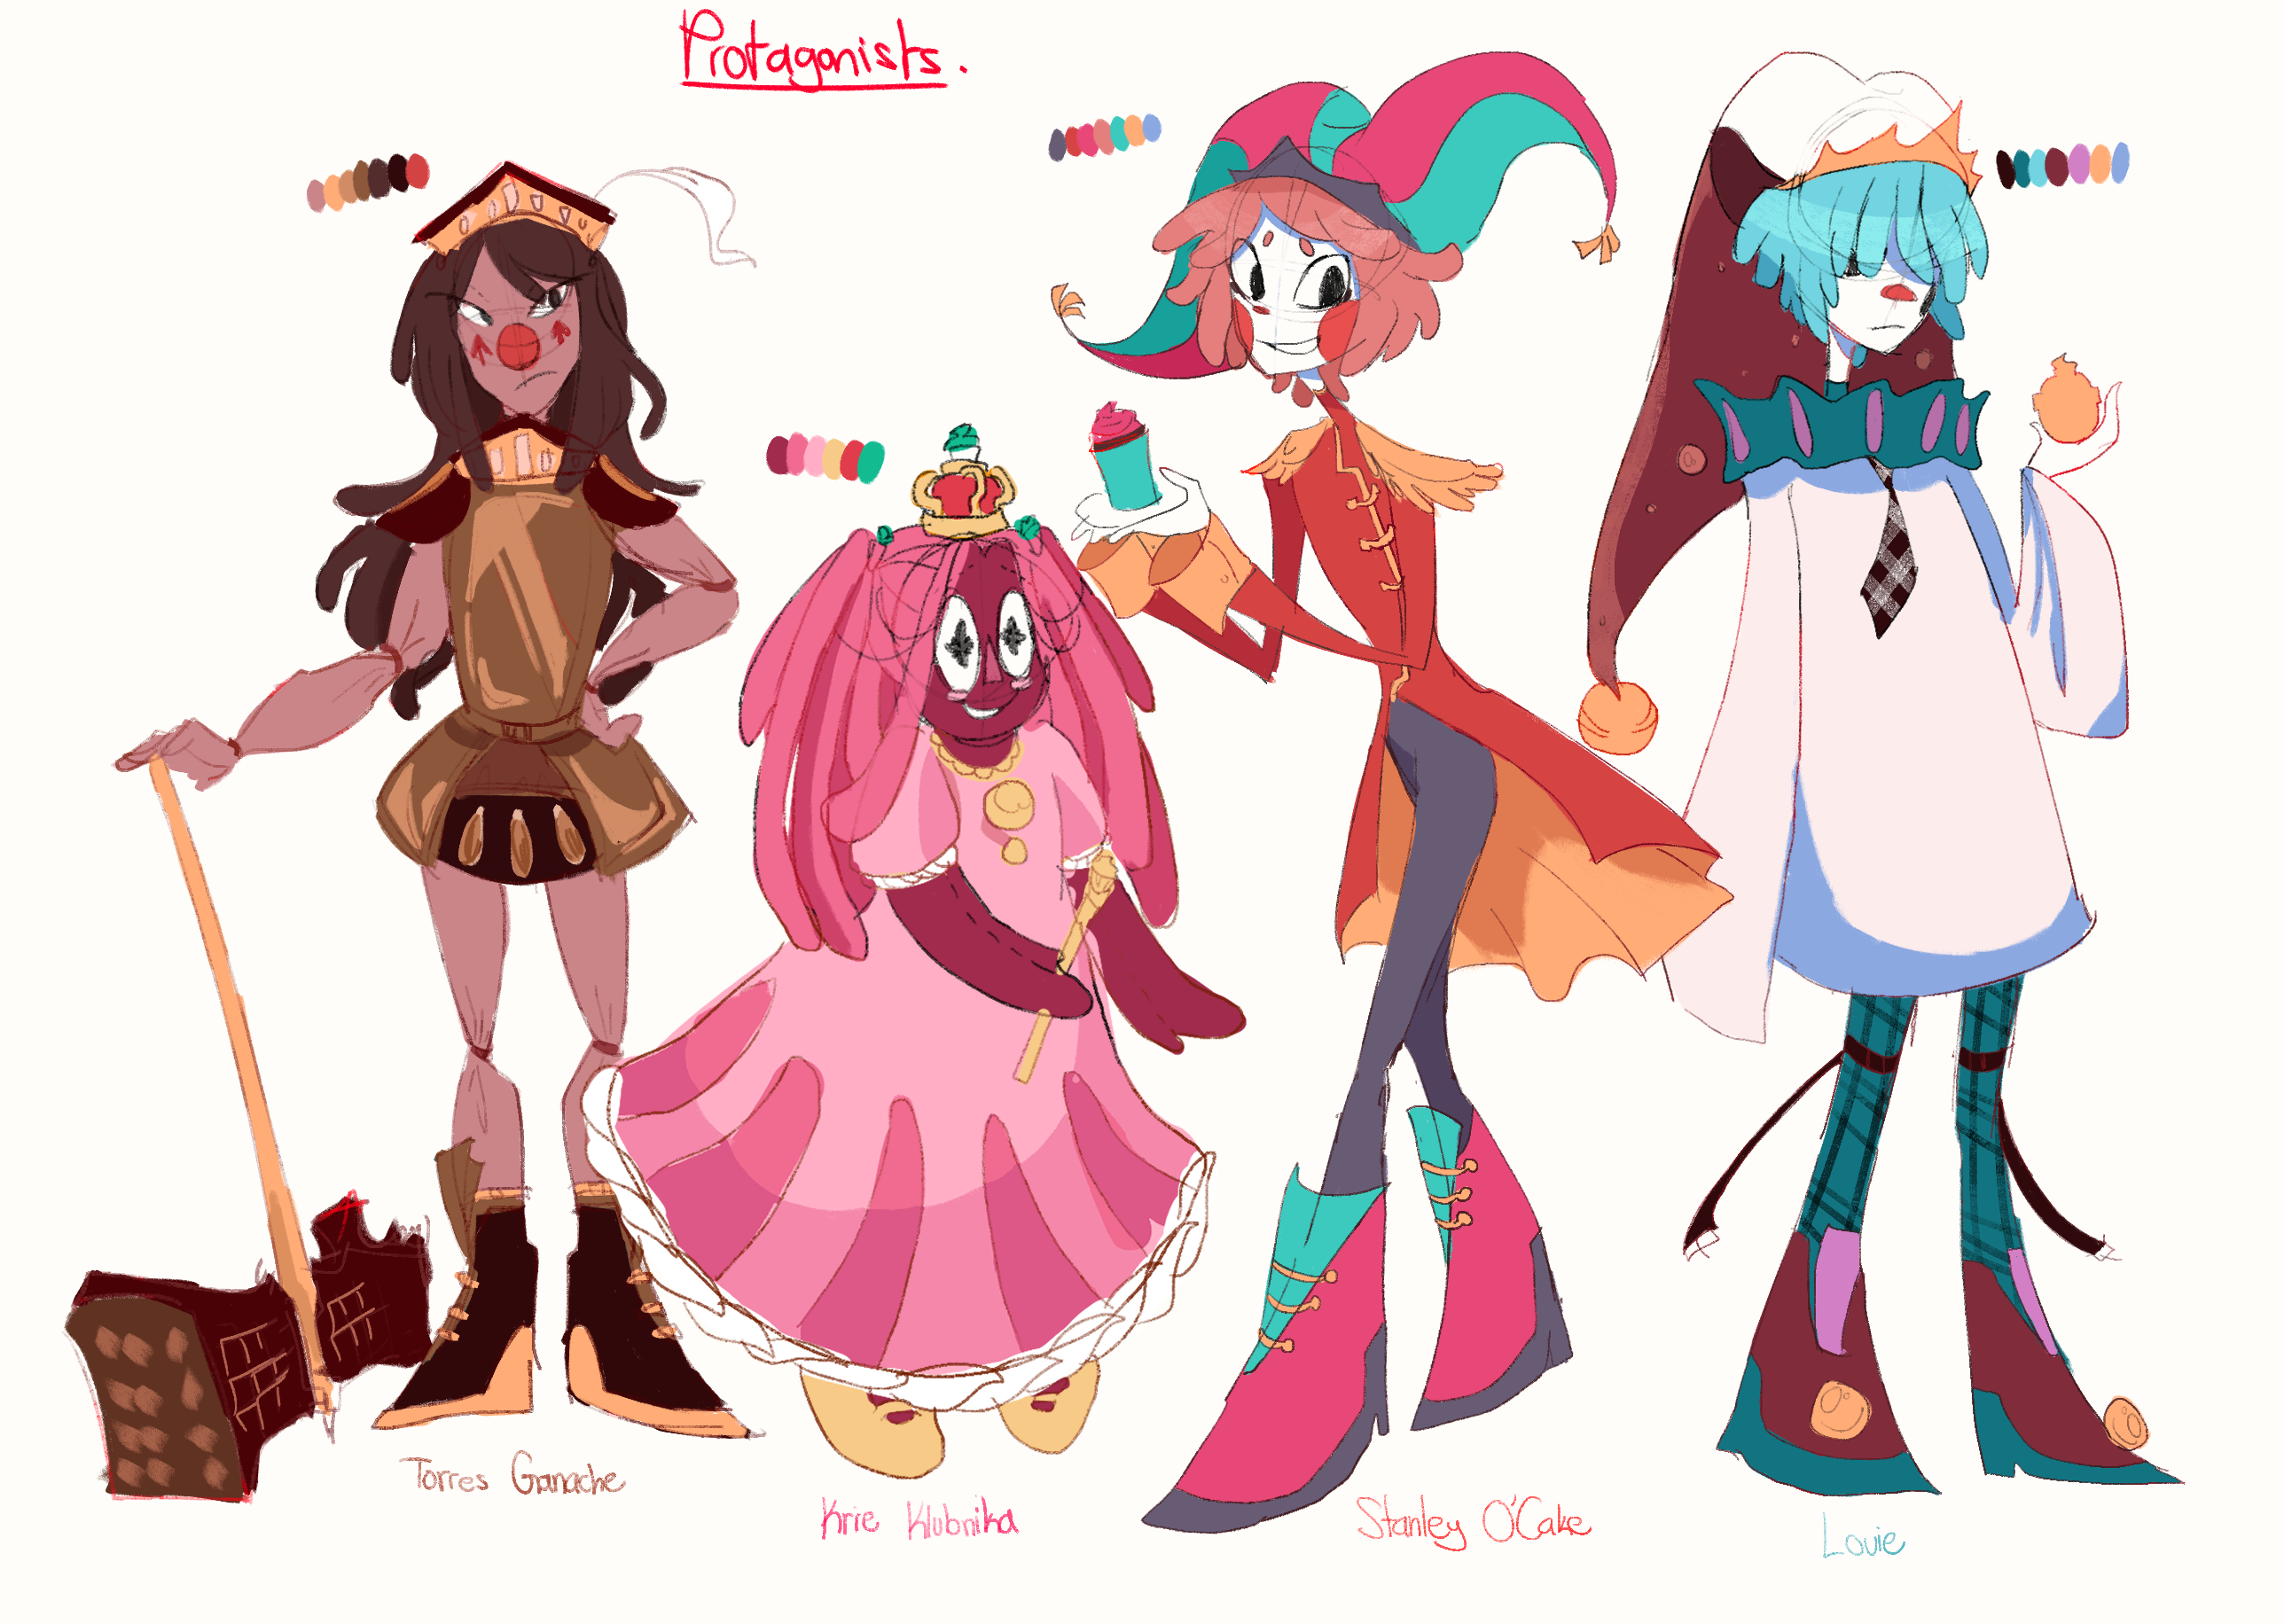 Protagonists.
Torres Ganache
Krie Klubnika
Stanley O'Cake
Louie